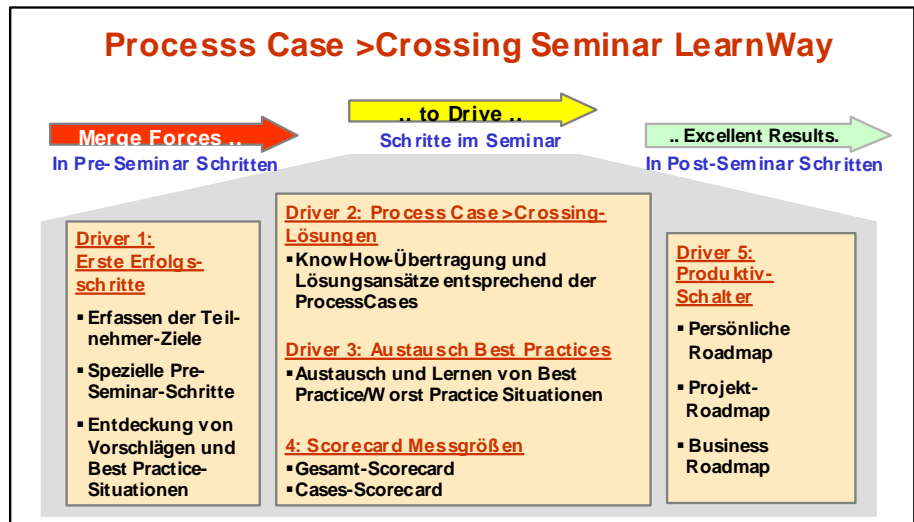 Processs Case >Crossing Seminar LearnWay
Merge Forces ..
In Pre-Seminar Schritten
.. to Drive ..
Schritte im Seminar
.. Excellent Results.
In Post-Seminar Schritten
Driver 1:
Erste Erfolgs-
schritte
▪ Erfassen der Teil-
nehmer-Ziele
▪ Spezielle Pre-
Seminar-Schritte
▪ Entdeckung von
Vorschlägen und
Best Practice-
Situationen
Driver 2: Process Case >Crossing-
Lösungen
▪ KnowHow-Übertragung und
Lösungsansätze entsprechend der
ProcessCases
Driver 3: Austausch Best Practices
▪ Austausch und Lernen von Best
Practice/Worst Practice Situationen
4: Scorecard Messgrößen
▪ Gesamt-Scorecard
▪ Cases-Scorecard
Driver 5:
Produktiv-
Schalter
▪ Persönliche
Roadmap
▪ Projekt-
Roadmap
▪ Business
Roadmap